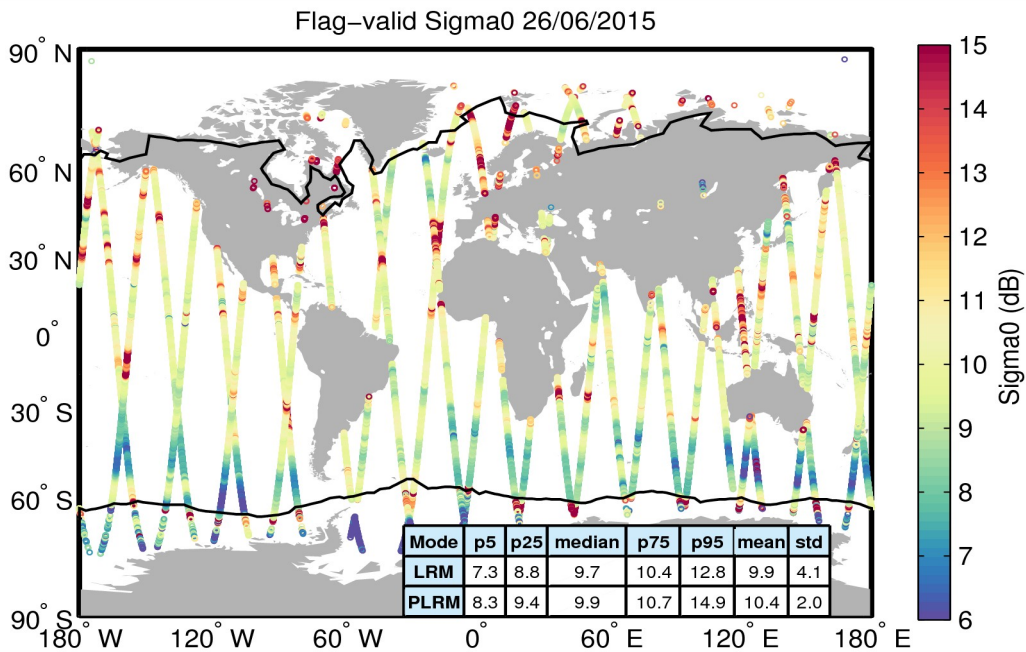 Flag−valid Sigma0 26/06/2015
90° N
60° N
30° N
0°
30° S
60° S
90° S
180° W
120° W
60° W
0°
60° E
120° E
180° E
Mode p5 p25 median p75 p95 mean std
LRM 7.3 8.8 9.7 10.4 12.8 9.9 4.1
PLRM 8.3 9.4 9.9 10.7 14.9 10.4 2.0
15
14
13
12
11
10
9
8
7
6
Sigma0 (dB)